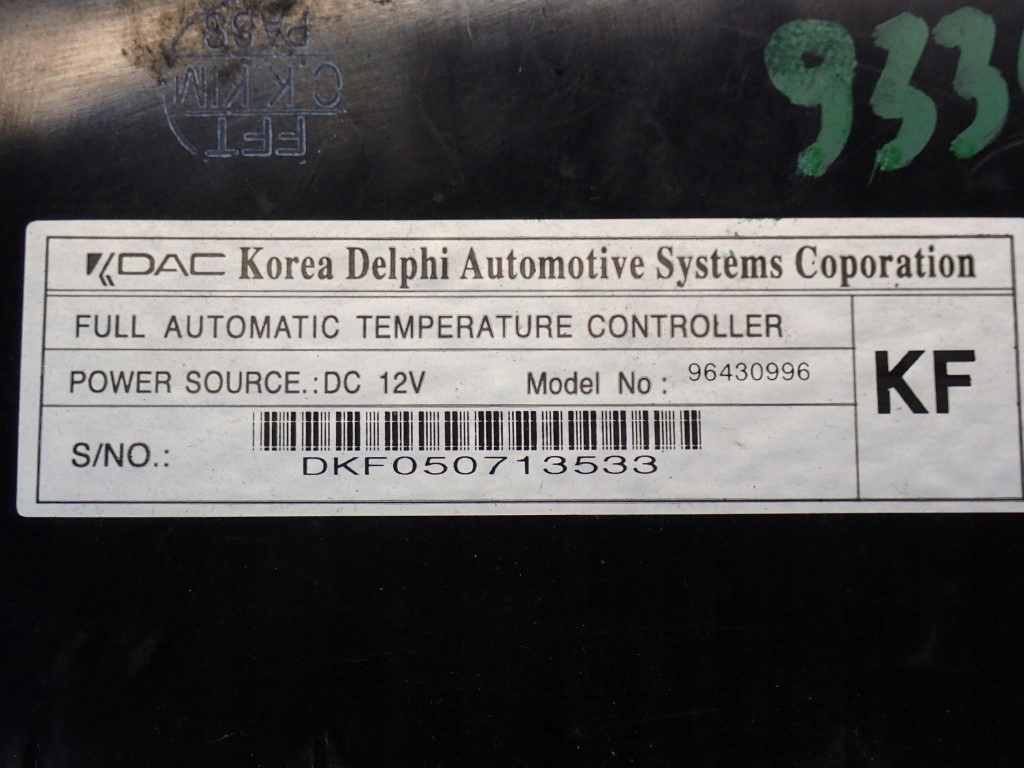 PASS
C.K KIM
FFT
933
KDAC Korea Delphi Automotive Systems Coporation
FULL AUTOMATIC TEMPERATURE CONTROLLER
POWER SOURCE.:DC 12V Model No : 96430996
KF
S/NO.:
DKF050713533